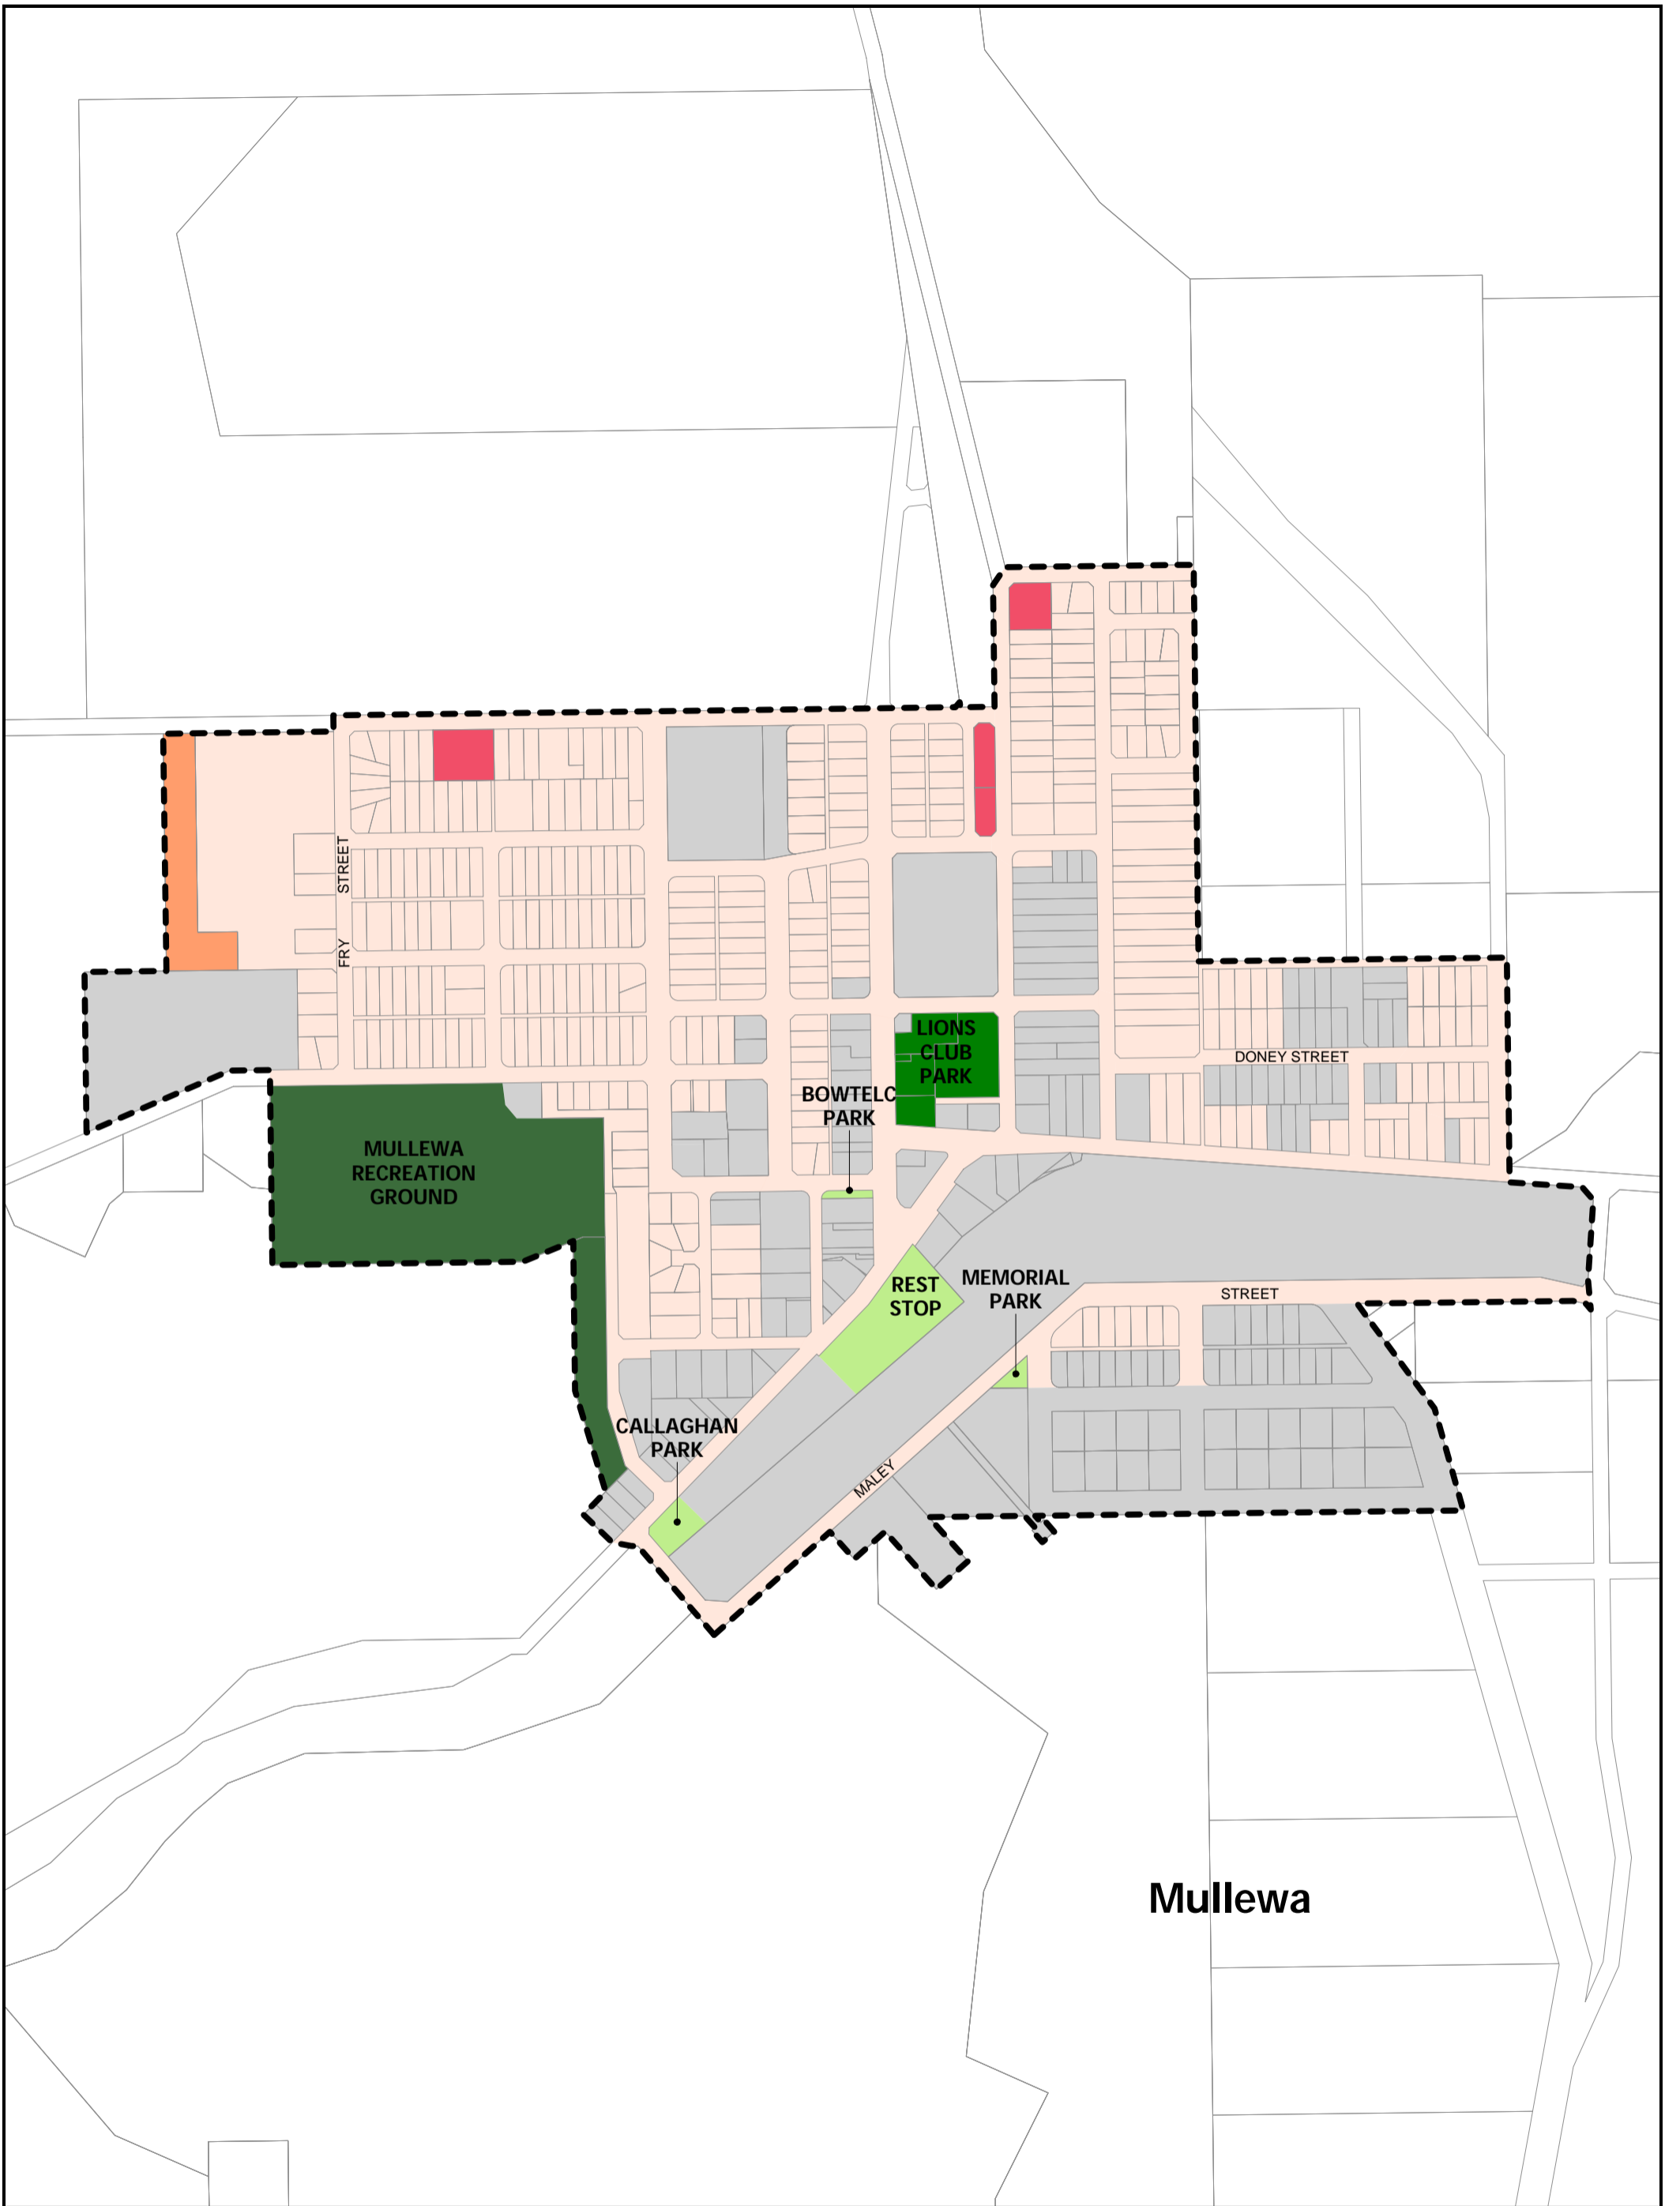 STREET
FRY
LIONS
CLUB
PARK
DONEY STREET
BOWTELC
PARK
MULLEWA
RECREATION
GROUND
REST
STOP
MEMORIAL
PARK
STREET
CALLAGHAN
PARK
MALEY
Mullewa